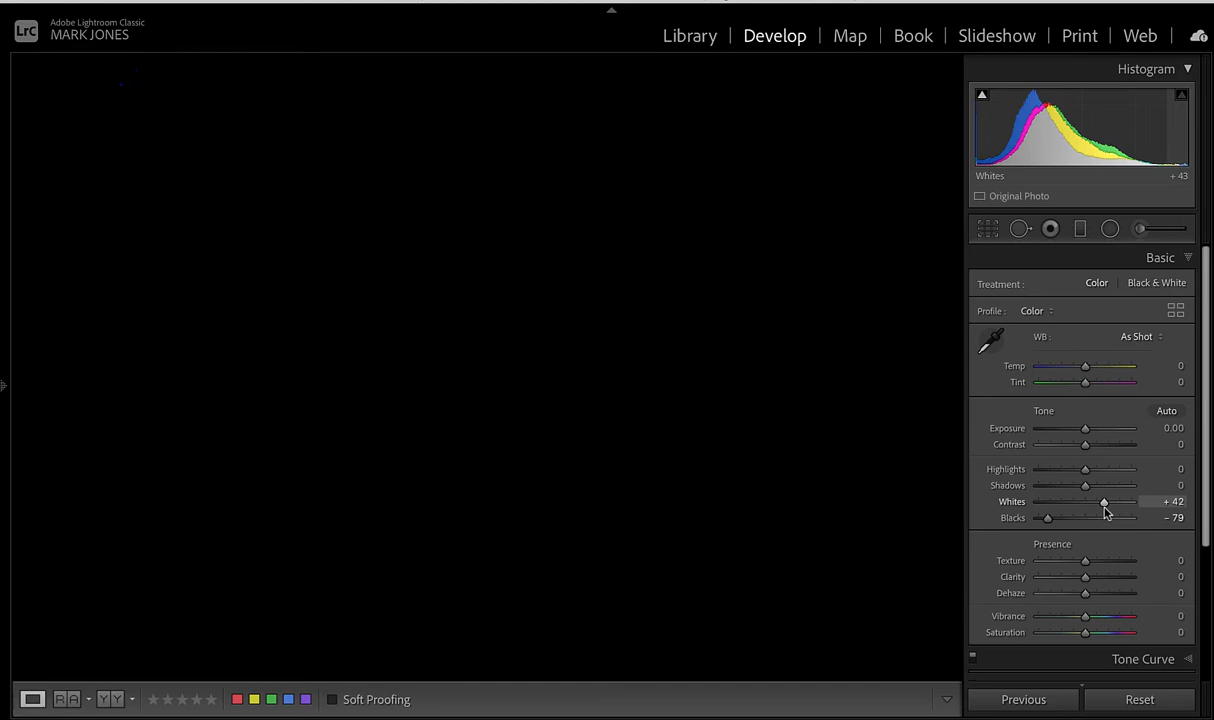 LrC
Adobe Lightroom Classic
MARK JONES
Library | Develop | Map | Book | Slideshow | Print | Web |
Histogram
Whites + 43
Original Photo
Basic
Treatment : Color | Black & White
Profile : Color
WB : As Shot
Temp 0
Tint 0
Tone Auto
Exposure 0.00
Contrast 0
Highlights 0
Shadows 0
Whites + 42
Blacks – 79
Presence
Texture 0
Clarity 0
Dehaze 0
Vibrance 0
Saturation 0
Tone Curve
R A Y Y Soft Proofing Previous Reset